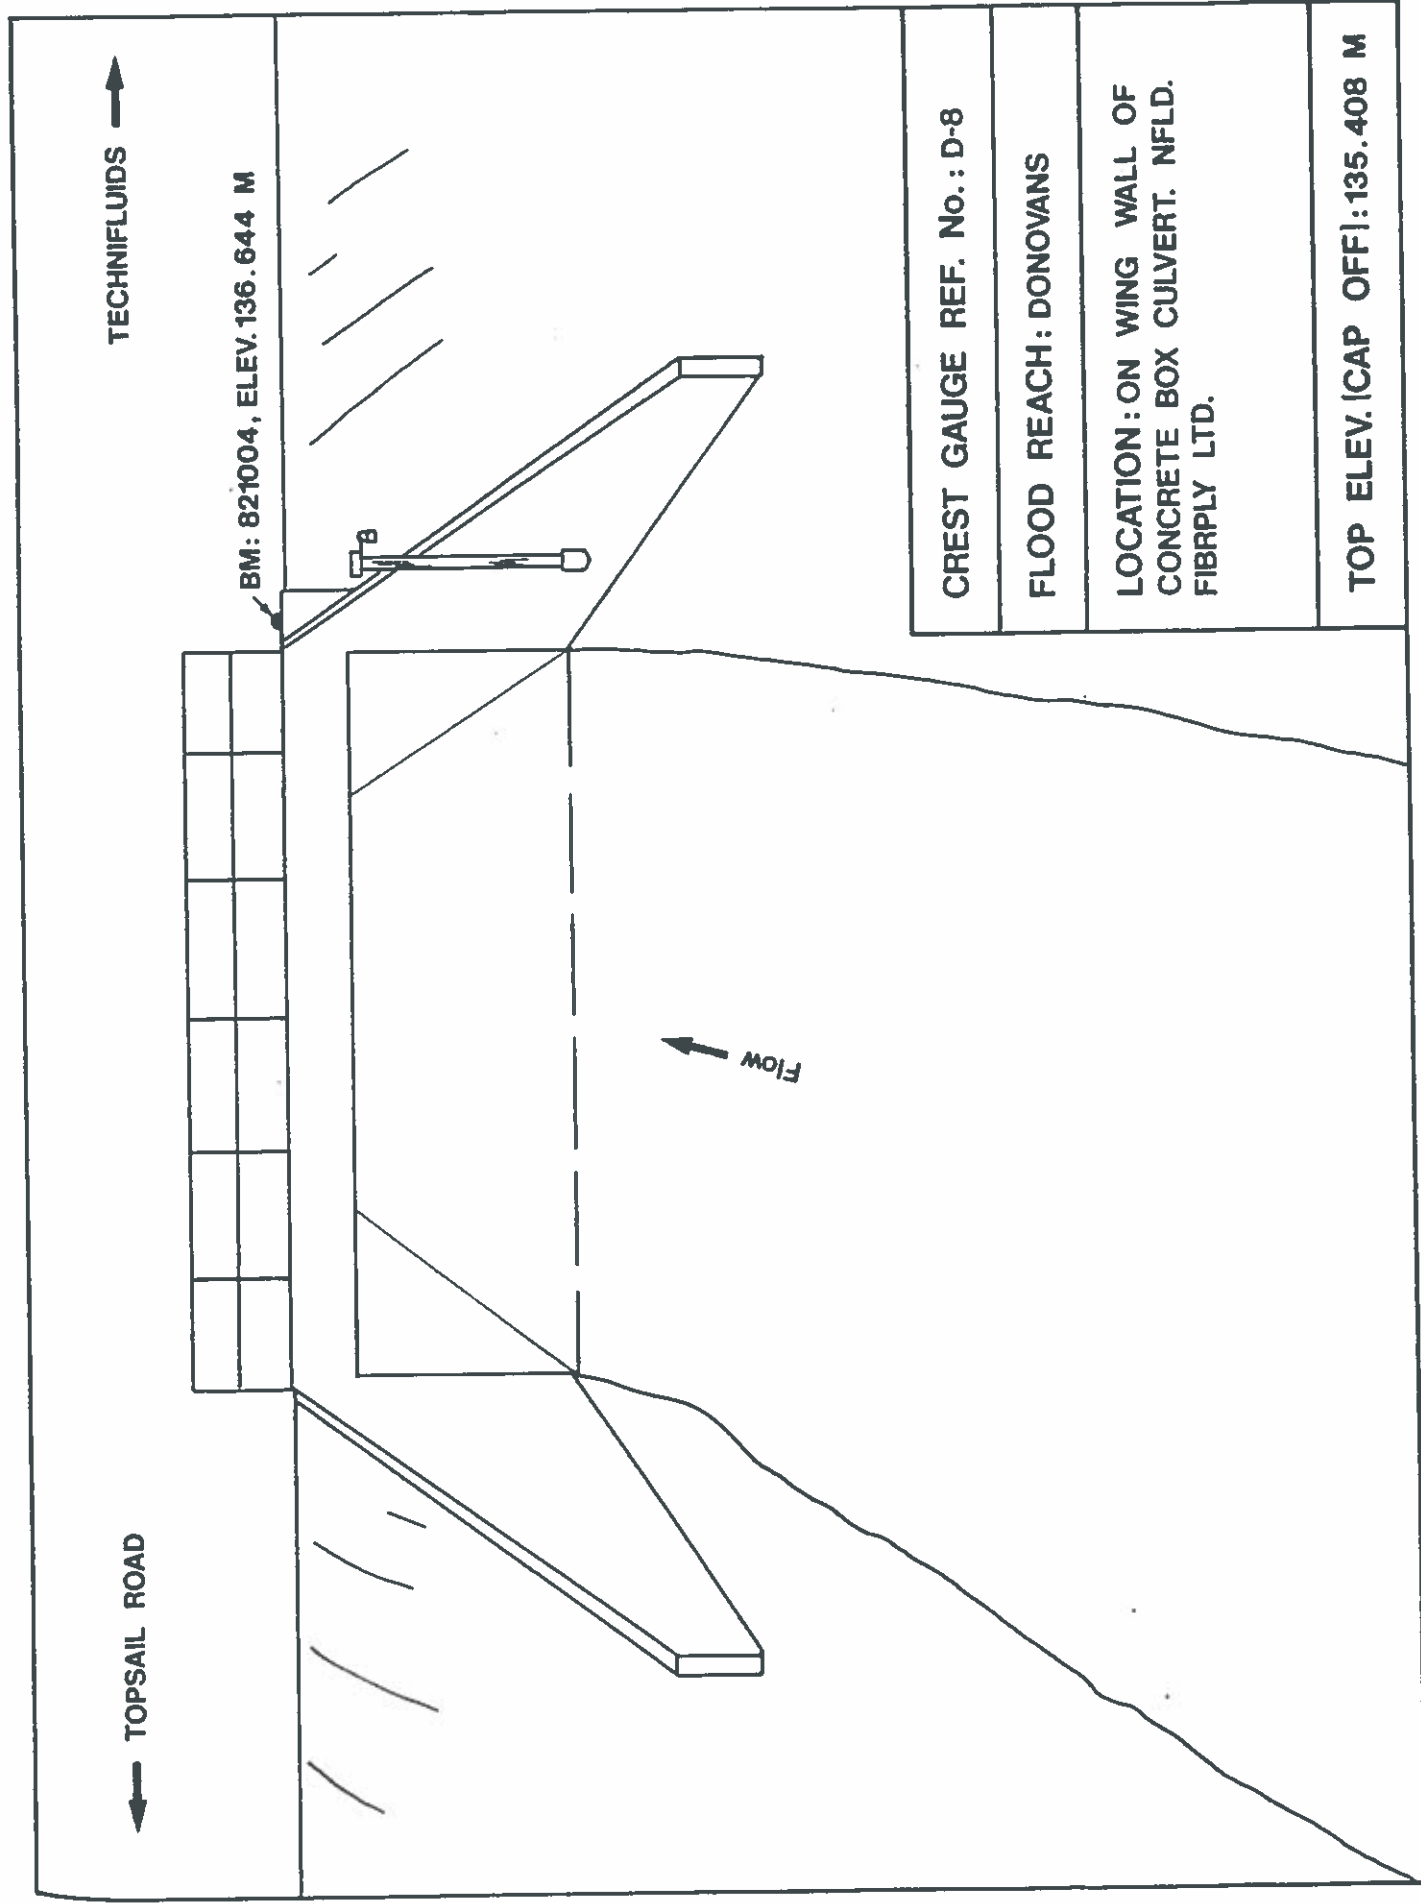 TOPSAIL ROAD
TECHNIFLUIDS
BM: 821004, ELEV. 136.644 M
Flow
CREST GAUGE REF. No.: D-8
FLOOD REACH: DONOVANS
LOCATION: ON WING WALL OF
CONCRETE BOX CULVERT. NFLD.
FIBRPLY LTD.
TOP ELEV. (CAP OFF): 135.408 M